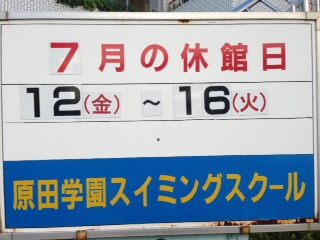 7月の休館日
12(金) ～ 16(火)
原田学園スイミングスクール